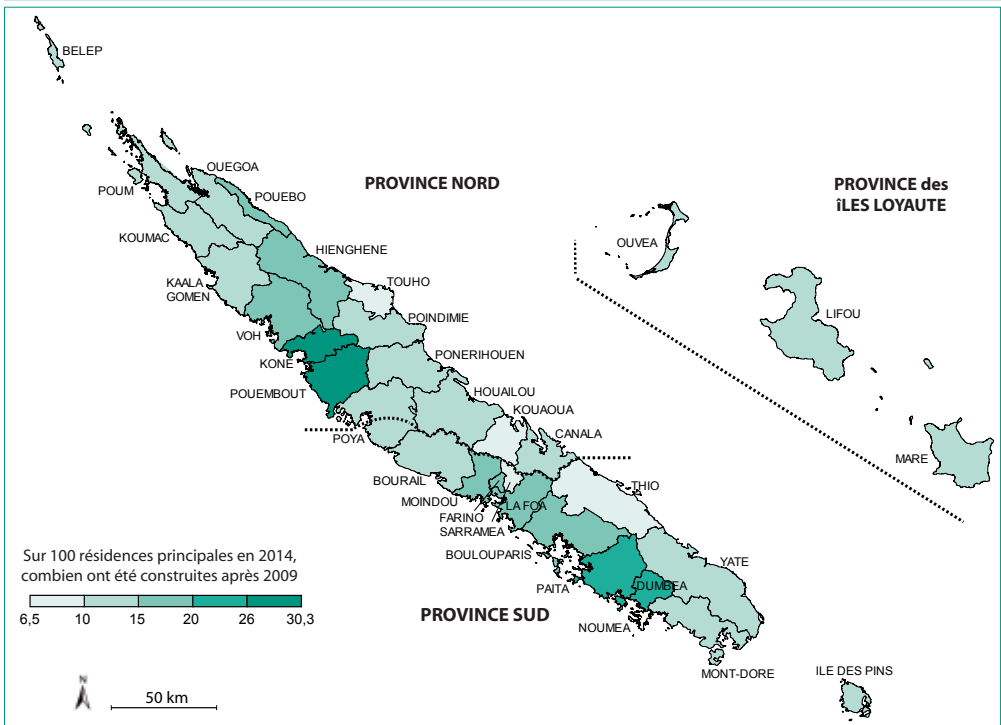 BELEP
OUEGOA
PROVINCE NORD
PROVINCE des
îLES LOYAUTE
POUM
POUEBO
KOUMAC
OUVEA
HIENGHENE
KAALA
GOMEN
TOUHO
LIFOU
POINDIMIE
VOH
KONE
PONERIHOUEN
POUEMBOUT
HOUAILOU
KOUAOUA
POYA
CANALA
MARE
BOURAIL
THIO
MOINDOU
LA FOA
FARINO
SARRAMEA
BOULOUPARIS
Sur 100 résidences principales en 2014,
combien ont été construites après 2009
6,5 10 15 20 26 30,3
YATE
PAITA
DUMBEA
PROVINCE SUD
NOUMEA
MONT-DORE
ILE DES PINS
N
50 km